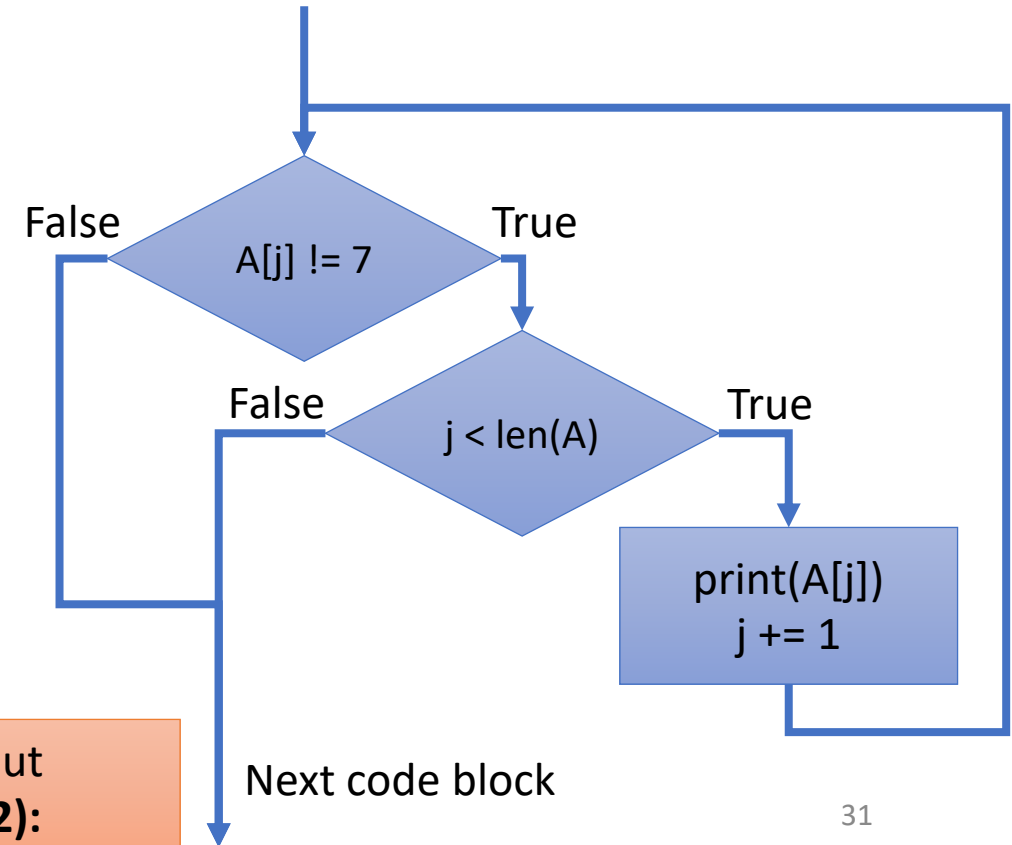 False
True
A[j] != 7
False
True
j < len(A)
print(A[j])
j += 1
Next code block
ut
2):
31